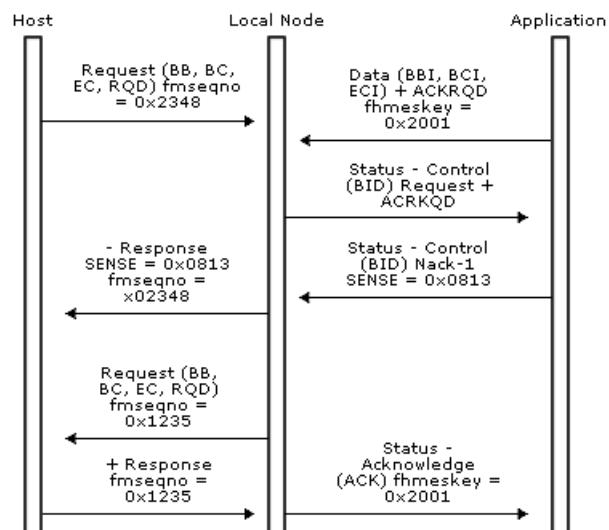 Host
Local Node
Application
Request (BB,
BC,
EC, RQD) fmseqno
= 0x2348
Data (BBI, BCI,
ECI) + ACKRQD
fhmeskey =
0x2001
Status - Control
(BID) Request +
ACRKQD
- Response
SENSE = 0x0813
fmseqno =
x02348
Status - Control
(BID) Nack-1
SENSE = 0x0813
Request (BB,
BC, EC, RQD)
fmseqno =
0x1235
+ Response
fmseqno =
0x1235
Status -
Acknowledge
(ACK) fhmeskey =
0x2001